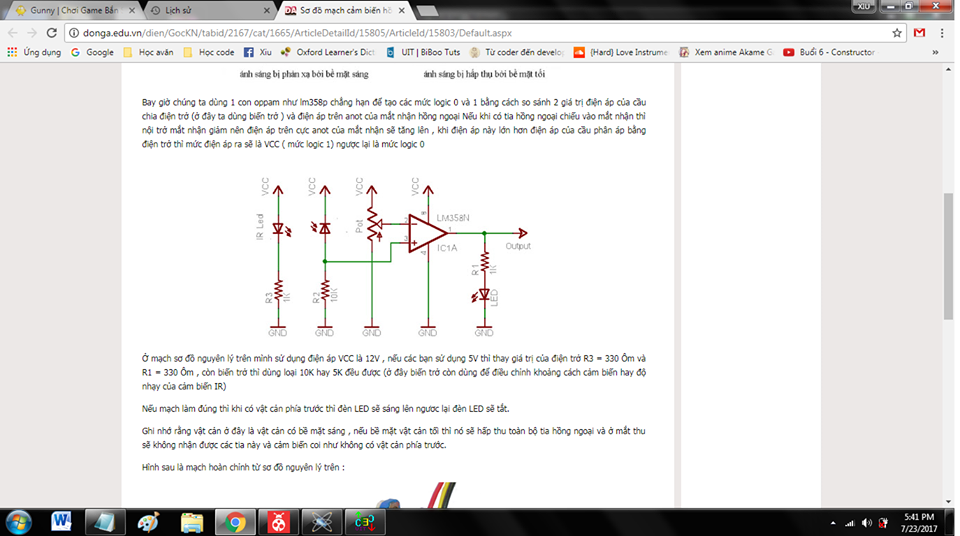 Gunny | Chơi Game Bắn
Lịch sử
Sơ đồ mạch cảm biến hồ
XIU
donga.edu.vn/dien/GocKN/tabid/2167/cat/1665/ArticleDetailId/15805/ArticleId/15803/Default.aspx
Ứng dụng
G
Google
Học avân
Học code
Xiu
Oxford Learner's Dict
UIT | BiBoo Tuts
Từ coder đến develop
{Hard} Love Instrumen
Xem anime Akame G
Buổi 6 - Constructor -
ánh sáng bị phản xạ bởi bề mặt sáng
ánh sáng bị hấp thụ bởi bề mặt tối
Bay giờ chúng ta dùng 1 con oppam như lm358p chẳng hạn để tạo các mức logic 0 và 1 bằng cách so sánh 2 giá trị điện áp của cầu
chia điện trở (ở đây ta dùng biến trở ) và điện áp trên anot của mắt nhận hồng ngoại Nếu khi có tia hồng ngoại chiếu vào mắt nhận thì
nội trở mắt nhận giảm nên điện áp trên cực anot của mắt nhận sẽ tăng lên , khi điện áp này lớn hơn điện áp của cầu phân áp bằng
điện trở thì mức điện áp ra sẽ là VCC ( mức logic 1) ngược lại là mức logic 0
VCC
VCC
VCC
VCC
IR Led
Pot
LM358N
IC1A
8
2
3
1
4
Output
R3
1K
R2
10K
R1
1K
LED
GND
GND
GND
GND
GND
Ở mạch sơ đồ nguyên lý trên mình sử dụng điện áp VCC là 12V , nếu các bạn sử dụng 5V thì thay giá trị của điện trở R3 = 330 Ôm và
R1 = 330 Ôm , còn biến trở thì dùng loại 10K hay 5K đều được (ở đây biến trở còn dùng để điều chỉnh khoảng cách cảm biến hay độ
nhạy của cảm biến IR)
Nếu mạch làm đúng thì khi có vật cản phía trước thì đèn LED sẽ sáng lên ngược lại đèn LED sẽ tắt.
Ghi nhớ rằng vật cản ở đây là vật cản có bề mặt sáng , nếu bề mặt vật cản tối thì nó sẽ hấp thu toàn bộ tia hồng ngoại và ở mắt thu
sẽ không nhận được các tia này và cảm biến coi như không có vật cản phía trước.
Hình sau là mạch hoàn chỉnh từ sơ đồ nguyên lý trên :
5:41 PM
7/23/2017